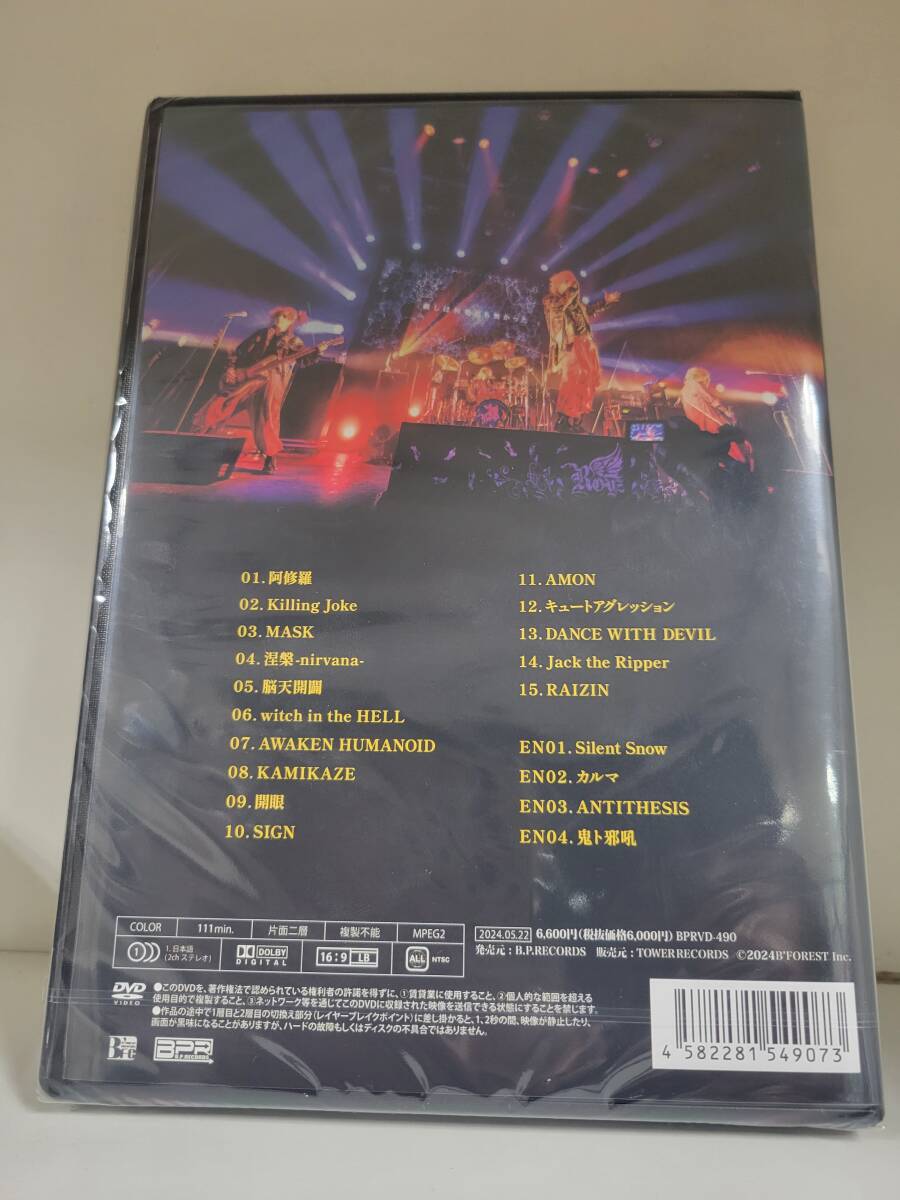 Royz
01.阿修羅
02.Killing Joke
03.MASK
04.涅槃-nirvana-
05.脳天開闢
06.witch in the HELL
07.AWAKEN HUMANOID
08.KAMIKAZE
09.開眼
10.SIGN
11.AMON
12.キュートアグレッション
13.DANCE WITH DEVIL
14.Jack the Ripper
15.RAIZIN
EN01.Silent Snow
EN02.カルマ
EN03.ANTITHESIS
EN04.鬼ト邪吼
COLOR 111min. 片面二層 複製不能 MPEG2
1))) 1. 日本語 (2ch ステレオ) DOLBY DIGITAL 16:9 LB ALL NTSC
2024.05.22 6,600円(税抜価格6,000円) BPRVD-490
発売元:B.P.RECORDS 販売元:TOWER RECORDS ©2024B'FOREST Inc.
DVD VIDEO
●このDVDを、著作権法で認められている権利者の許諾を得ずに、①賃貸業に使用すること、②個人的な範囲を超える
使用目的で複製すること、③ネットワーク等を通じてこのDVDに収録された映像を送信できる状態にすることを禁じます。
●作品の途中で1層目と2層目の切換え部分(レイヤーブレイクポイント)に差し掛かると、1、2秒の間、映像が静止したり、
画面が黒味になることがありますが、ハードの故障もしくはディスクの不具合ではありません。
BPR
B.P.RECORDS
4 582281 549073